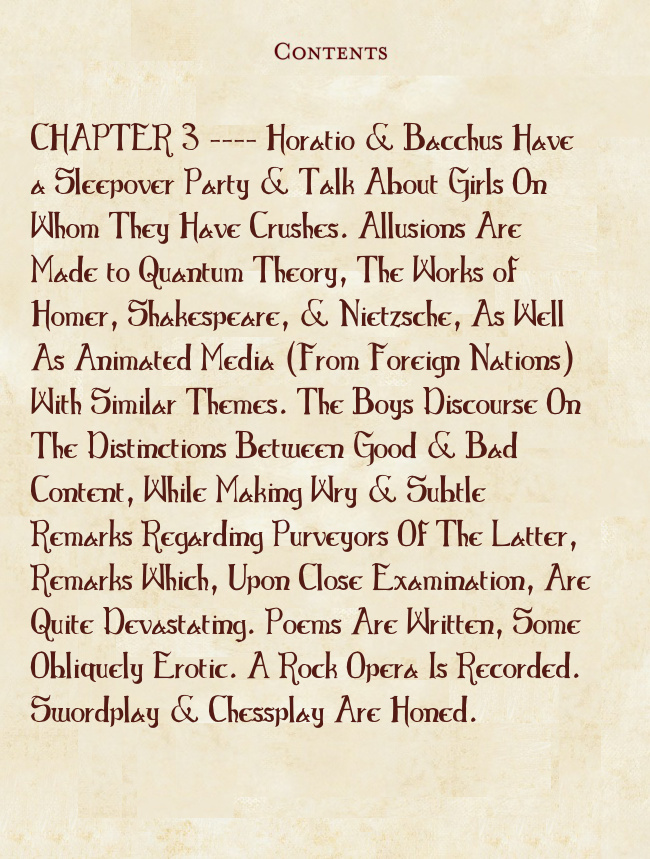 Contents
CHAPTER 3 ---- Horatio & Bacchus Have
a Sleepover Party & Talk About Girls On
Whom They Have Crushes. Allusions Are
Made to Quantum Theory, The Works of
Homer, Shakespeare, & Nietzsche, As Well
As Animated Media (From Foreign Nations)
With Similar Themes. The Boys Discourse On
The Distinctions Between Good & Bad
Content, While Making Wry & Subtle
Remarks Regarding Purveyors Of The Latter,
Remarks Which, Upon Close Examination, Are
Quite Devastating. Poems Are Written, Some
Obliquely Erotic. A Rock Opera Is Recorded.
Swordplay & Chessplay Are Honed.